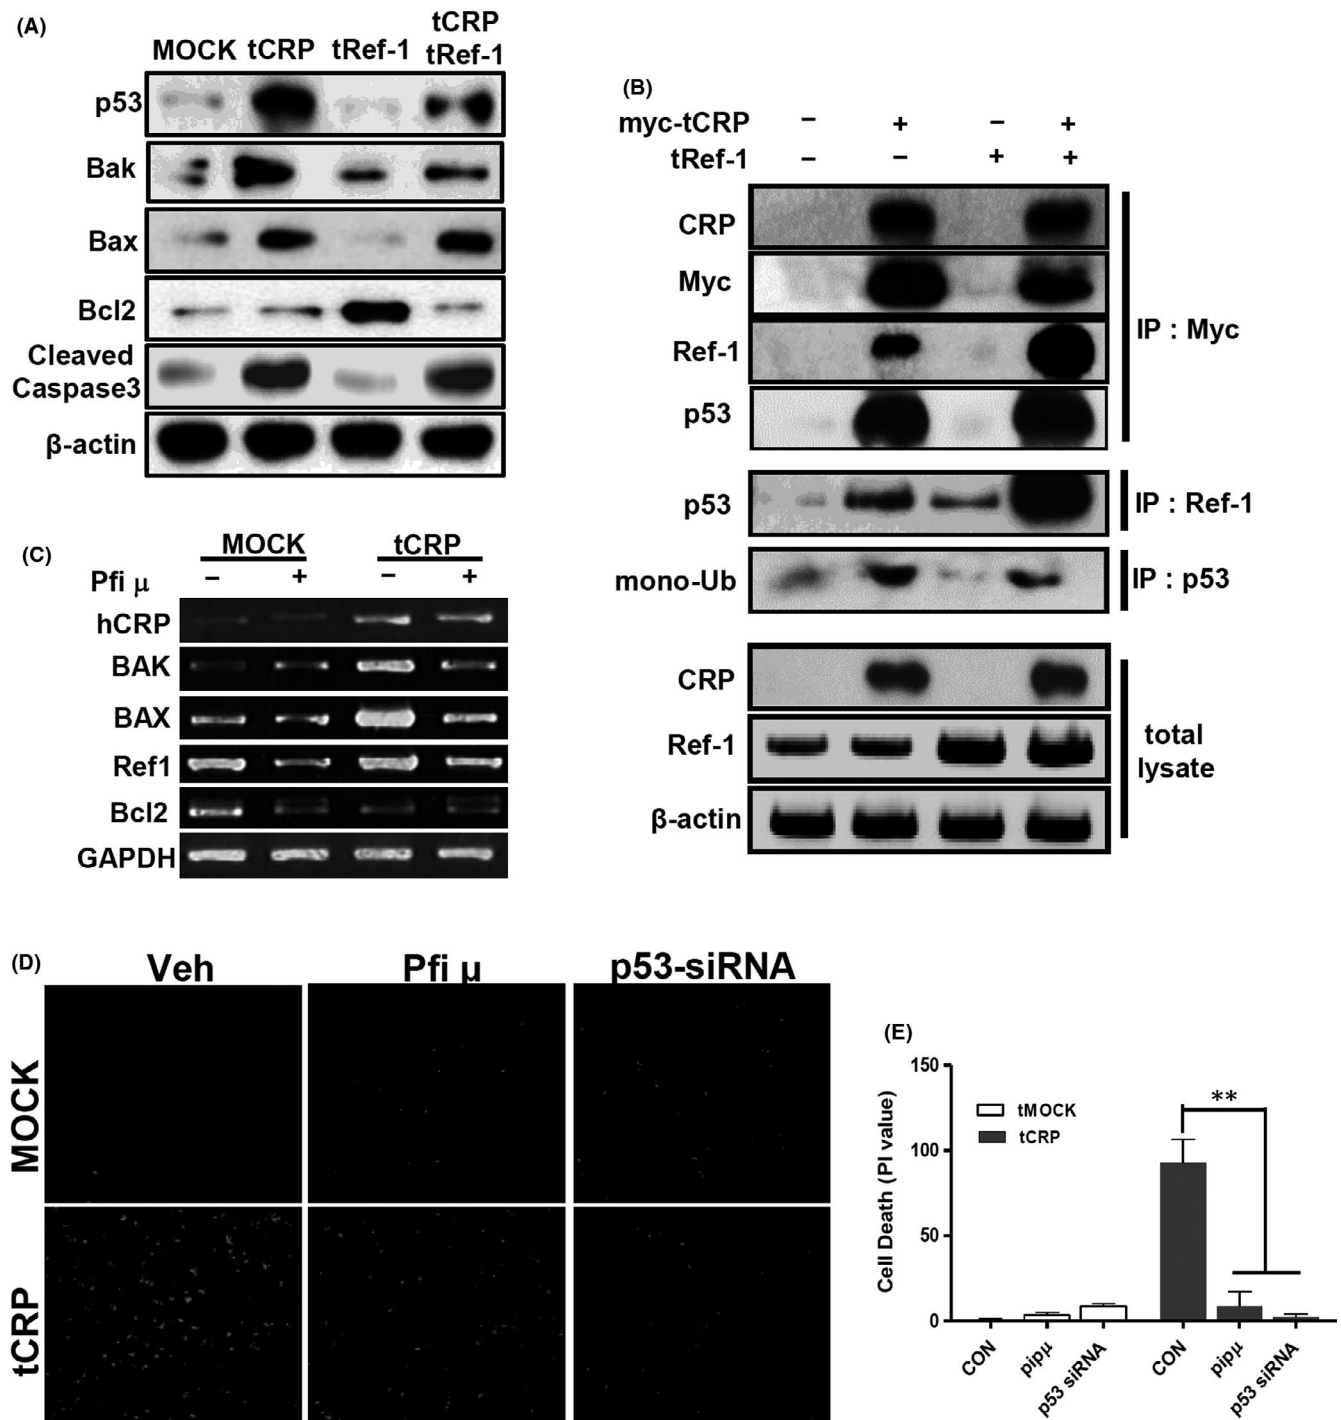 (A)
MOCK tCRP tRef-1 tCRP
tRef-1
p53
Bak
Bax
Bcl2
Cleaved
Caspase3
β-actin
(B)
myc-tCRP − + − +
tRef-1 − − + +
CRP
Myc
Ref-1
p53
IP : Myc
p53
IP : Ref-1
mono-Ub
IP : p53
CRP
Ref-1
β-actin
total
lysate
(C)
MOCK tCRP
Pfi μ − + − +
hCRP
BAK
BAX
Ref1
Bcl2
GAPDH
(D)
Veh Pfi μ p53-siRNA
MOCK
tCRP
(E)
Cell Death (PI value)
150
100
50
0
tMOCK
tCRP
**
CON pipμ p53 siRNA CON pipμ p53 siRNA